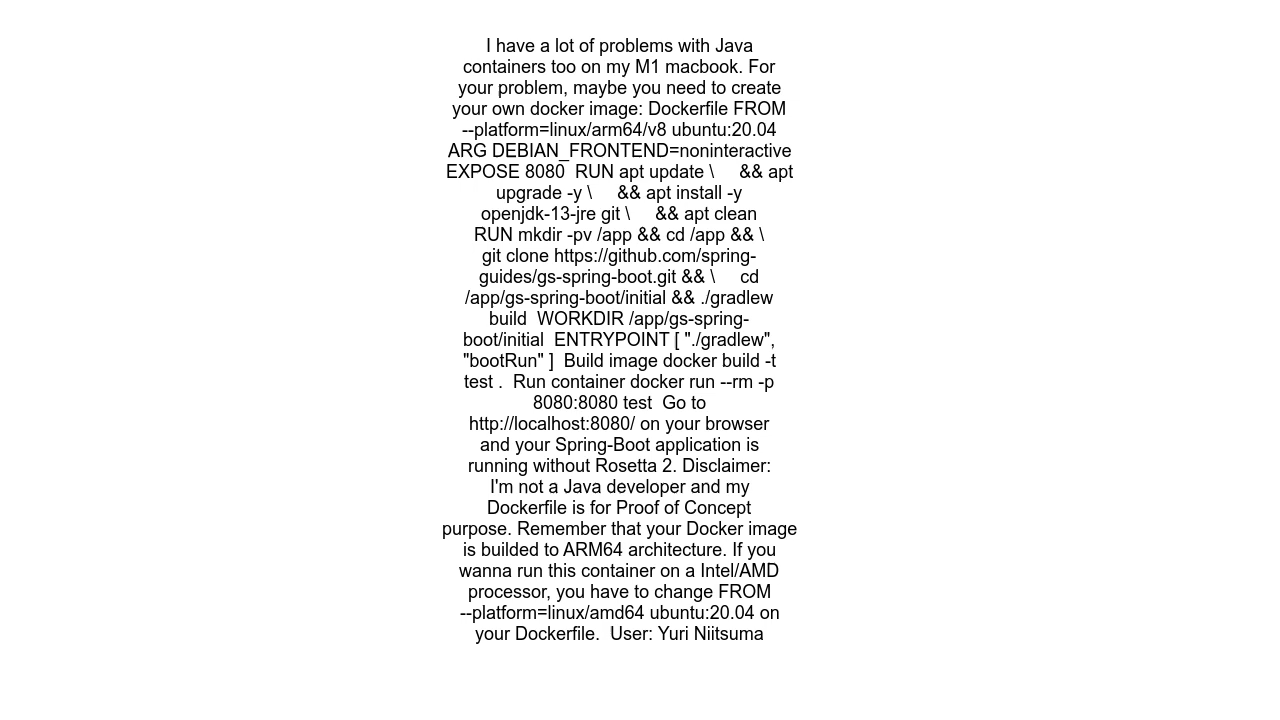 I have a lot of problems with Java
containers too on my M1 macbook. For
your problem, maybe you need to create
your own docker image: Dockerfile FROM
--platform=linux/arm64/v8 ubuntu:20.04
ARG DEBIAN_FRONTEND=noninteractive
EXPOSE 8080  RUN apt update \     && apt
upgrade -y \     && apt install -y
openjdk-13-jre git \     && apt clean
RUN mkdir -pv /app && cd /app && \
git clone https://github.com/spring-
guides/gs-spring-boot.git && \     cd
/app/gs-spring-boot/initial && ./gradlew
build  WORKDIR /app/gs-spring-
boot/initial  ENTRYPOINT [ "./gradlew",
"bootRun" ]  Build image docker build -t
test .  Run container docker run --rm -p
8080:8080 test  Go to
http://localhost:8080/ on your browser
and your Spring-Boot application is
running without Rosetta 2. Disclaimer:
I'm not a Java developer and my
Dockerfile is for Proof of Concept
purpose. Remember that your Docker image
is builded to ARM64 architecture. If you
wanna run this container on a Intel/AMD
processor, you have to change FROM
--platform=linux/amd64 ubuntu:20.04 on
your Dockerfile.  User: Yuri Niitsuma